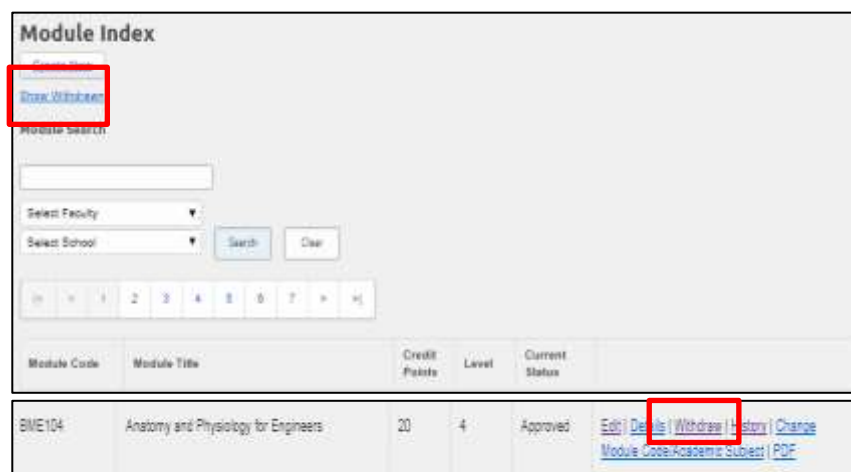 Module Index
Create New
Show Withdrawn
Module Search
Select Faculty
Select School
Search Clear
|< < 1 2 3 4 5 6 7 > >|
Module Code Module Title Credit Points Level Current Status
BME104 Anatomy and Physiology for Engineers 20 4 Approved Edit | Details | Withdraw | History | Change
Module Code/Academic Subject | PDF